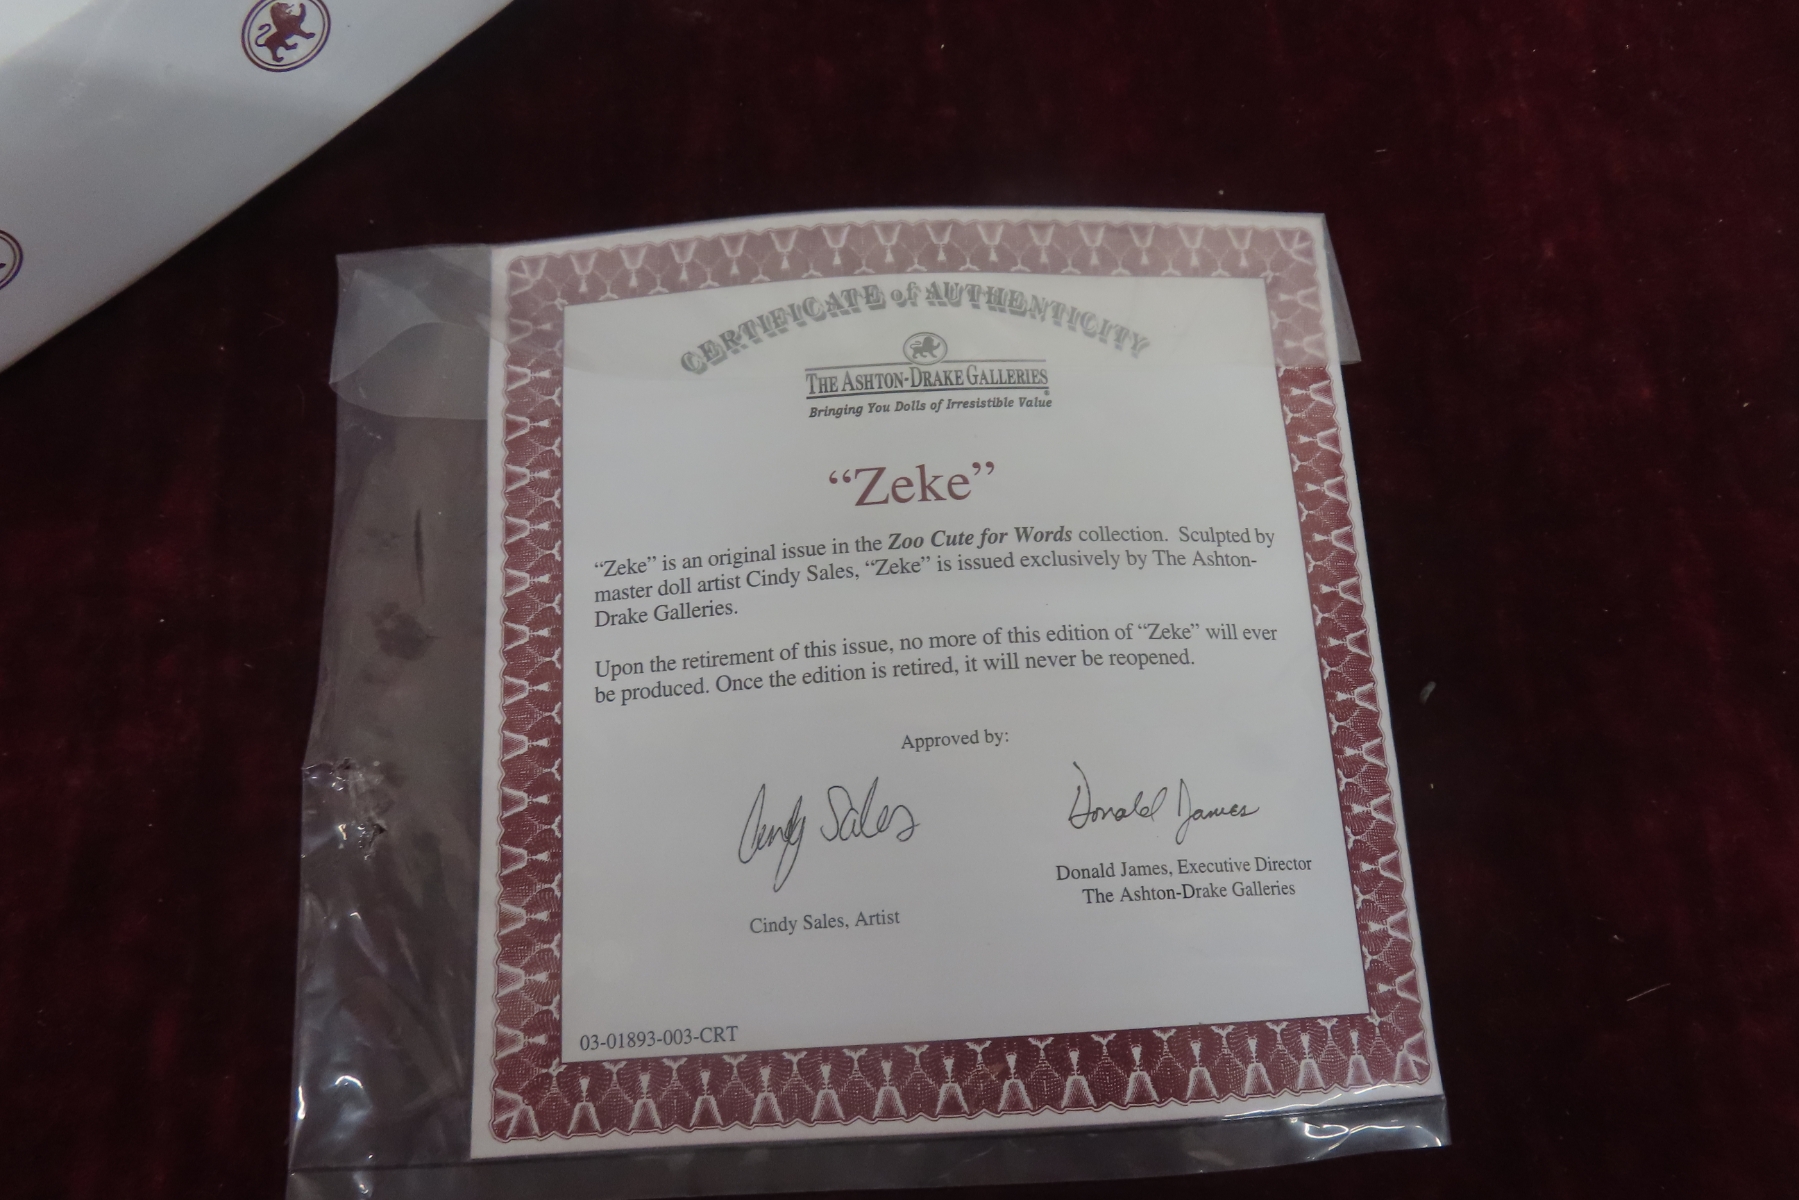 CERTIFICATE of AUTHENTICITY
THE ASHTON-DRAKE GALLERIES
Bringing You Dolls of Irresistible Value
“Zeke”
“Zeke” is an original issue in the Zoo Cute for Words collection. Sculpted by
master doll artist Cindy Sales, “Zeke” is issued exclusively by The Ashton-
Drake Galleries.
Upon the retirement of this issue, no more of this edition of “Zeke” will ever
be produced. Once the edition is retired, it will never be reopened.
Approved by:
Cindy Sales
Donald James
Donald James, Executive Director
The Ashton-Drake Galleries
Cindy Sales, Artist
03-01893-003-CRT